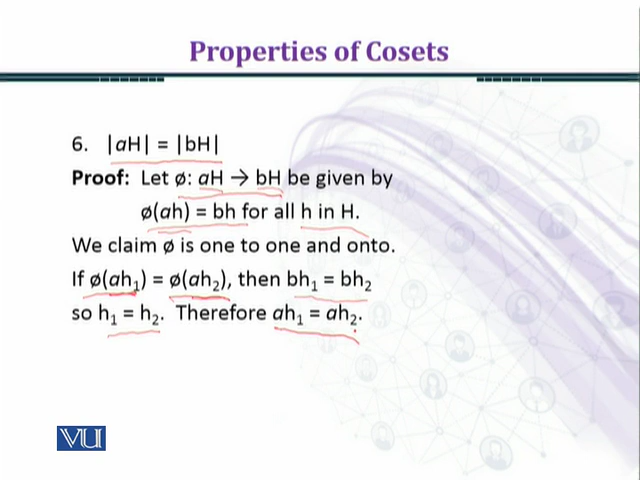 Properties of Cosets
6. |aH| = |bH|
Proof: Let ø: aH → bH be given by
ø(ah) = bh for all h in H.
We claim ø is one to one and onto.
If ø(ah₁) = ø(ah₂), then bh₁ = bh₂
so h₁ = h₂. Therefore ah₁ = ah₂.
VU